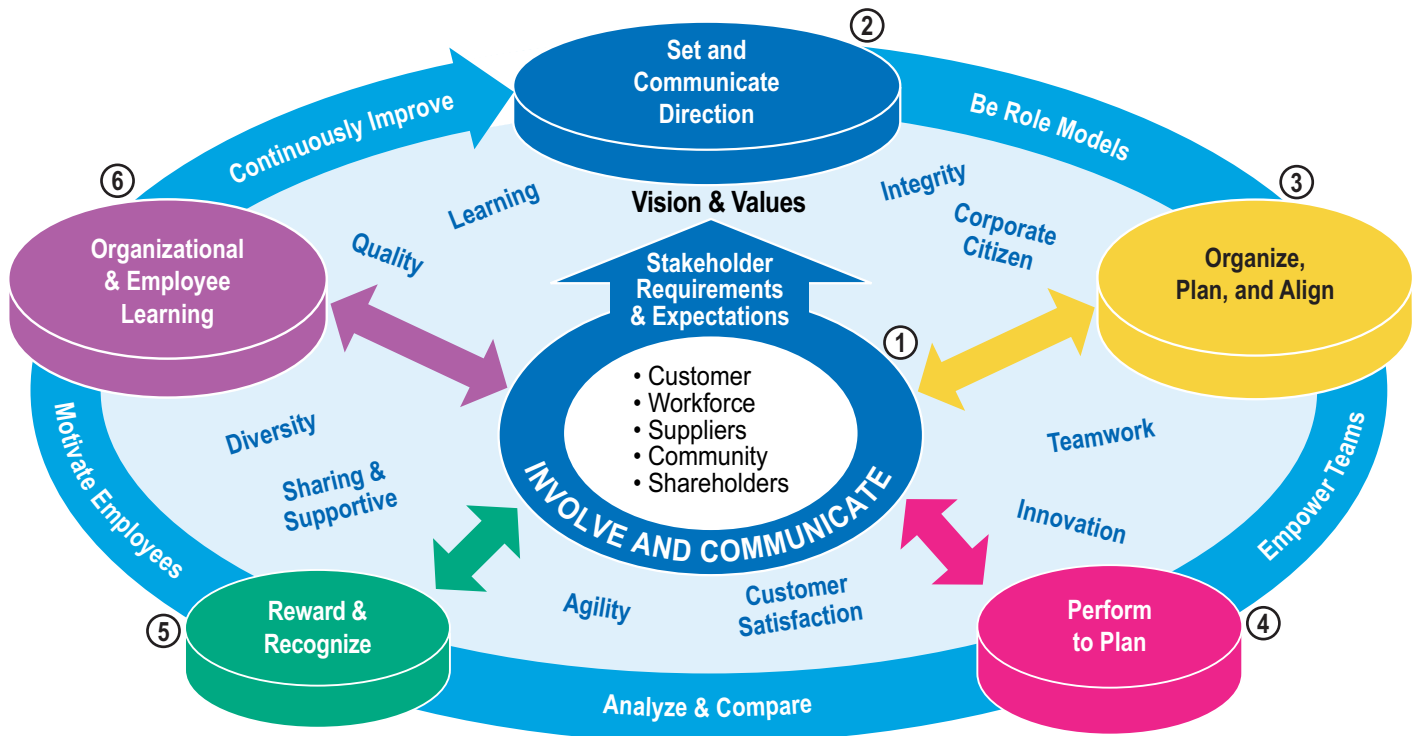 ②
Set and
Communicate
Direction
Continuously Improve
Be Role Models
⑥
③
Learning
Vision & Values
Integrity
Corporate
Citizen
Quality
Organizational
& Employee
Learning
Stakeholder
Requirements
& Expectations
Organize,
Plan, and Align
①
• Customer
• Workforce
• Suppliers
• Community
• Shareholders
INVOLVE AND COMMUNICATE
Motivate Employees
Diversity
Sharing &
Supportive
Teamwork
Innovation
Empower Teams
Agility
Customer
Satisfaction
⑤
Reward &
Recognize
Perform
to Plan
④
Analyze & Compare